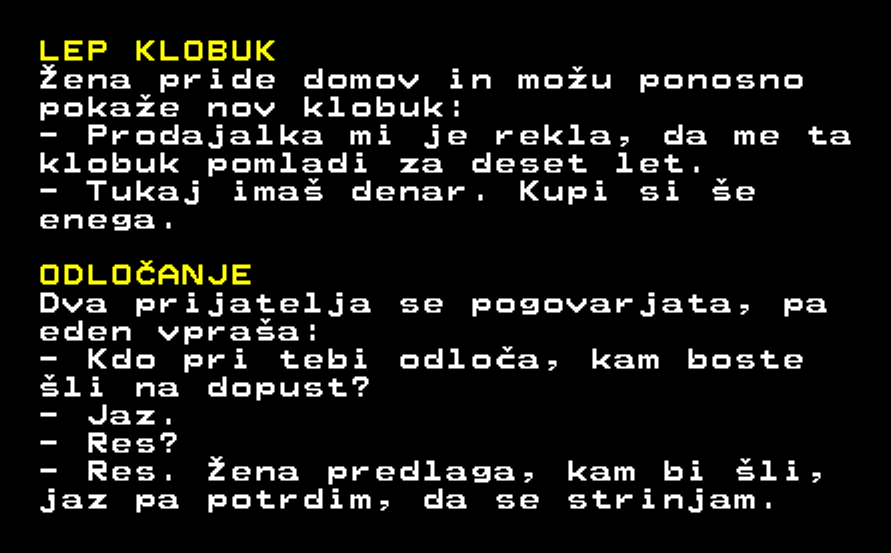 LEP KLOBUK
Žena pride domov in možu ponosno
pokaže nov klobuk:
- Prodajalka mi je rekla, da me ta
klobuk pomladi za deset let.
- Tukaj imaš denar. Kupi si še
enega.
ODLOČANJE
Dva prijatelja se pogovarjata, pa
eden vpraša:
- Kdo pri tebi odloča, kam boste
šli na dopust?
- Jaz.
- Res?
- Res. Žena predlaga, kam bi šli,
jaz pa potrdim, da se strinjam.